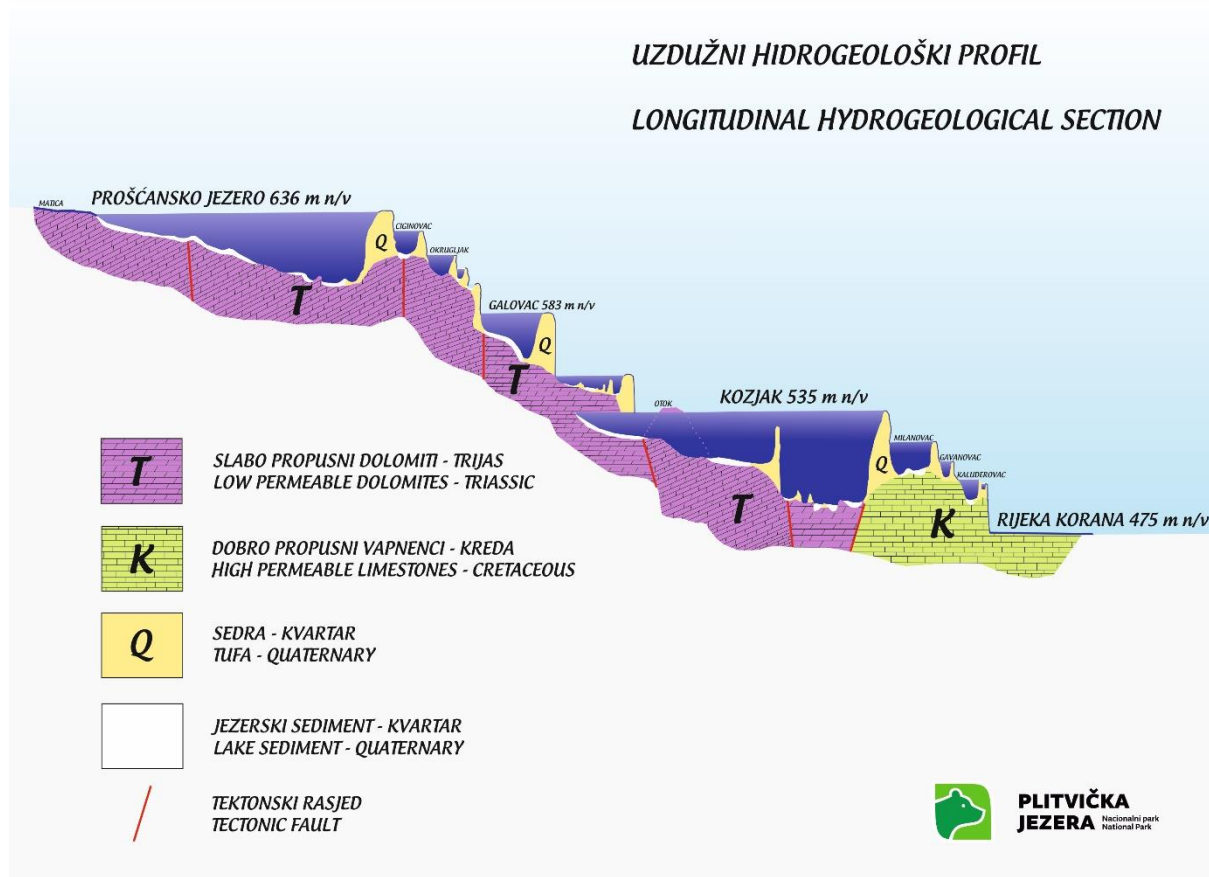 UZDUŽNI HIDROGEOLOŠKI PROFIL
LONGITUDINAL HYDROGEOLOGICAL SECTION
MATICA
PROŠĆANSKO JEZERO 636 m n/v
CIGINOVAC
Q
OKRUGLJAK
T
GALOVAC 583 m n/v
Q
T
OTOK
KOZJAK 535 m n/v
MILANOVAC
Q
GAVANOVAC
KALUĐEROVAC
T
K
RIJEKA KORANA 475 m n/v
T
SLABO PROPUSNI DOLOMITI - TRIJAS
LOW PERMEABLE DOLOMITES - TRIASSIC
K
DOBRO PROPUSNI VAPNENCI - KREDA
HIGH PERMEABLE LIMESTONES - CRETACEOUS
Q
SEDRA - KVARTAR
TUFA - QUATERNARY
JEZERSKI SEDIMENT - KVARTAR
LAKE SEDIMENT - QUATERNARY
TEKTONSKI RASJED
TECTONIC FAULT
PLITVIČKA
JEZERA
Nacionalni park
National Park